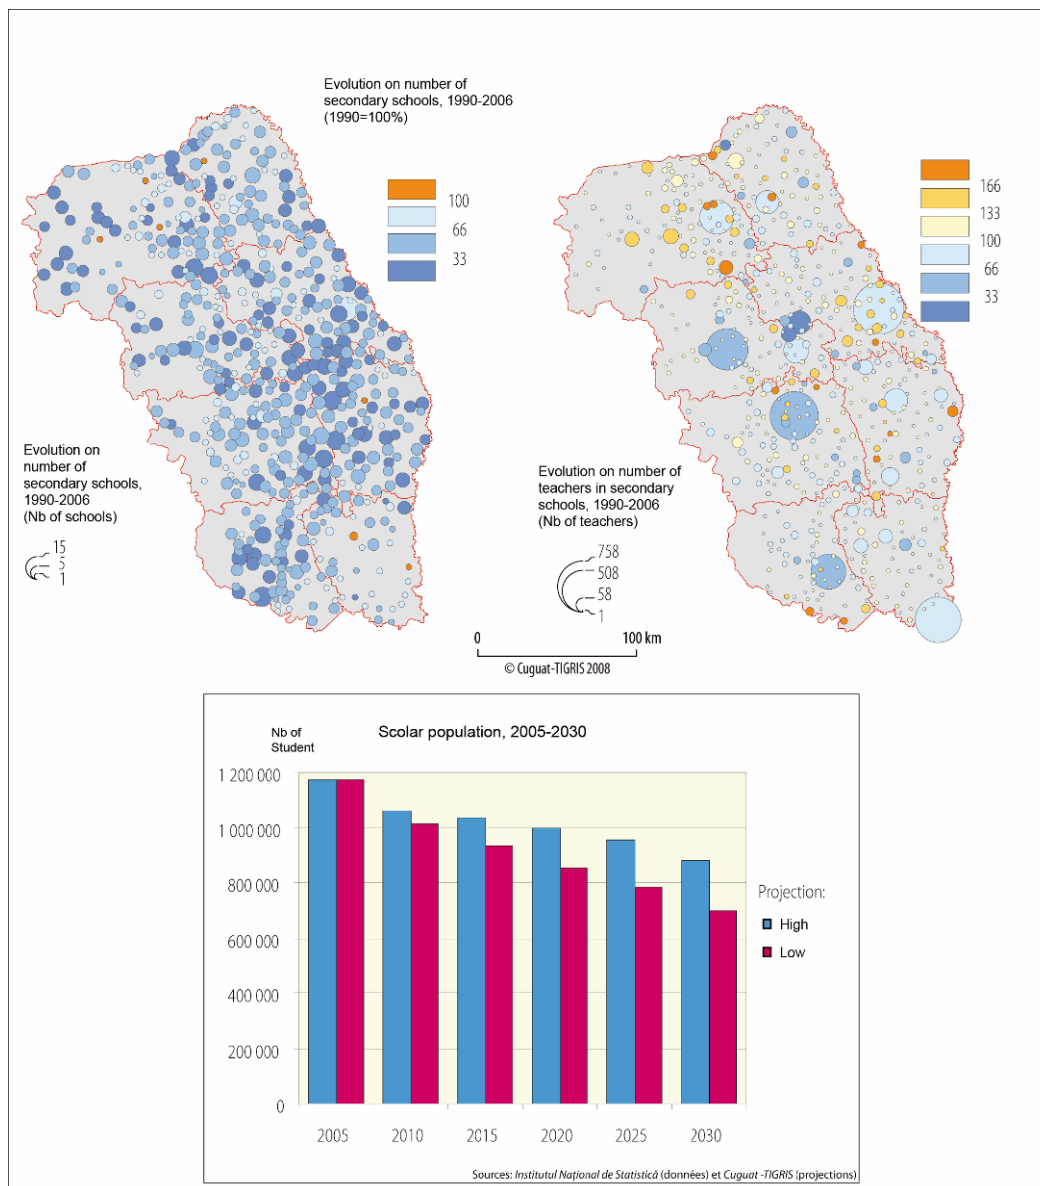 Evolution on number of
secondary schools, 1990-2006
(1990=100%)
100
66
33
166
133
100
66
33
Evolution on
number of
secondary schools,
1990-2006
(Nb of schools)
15
5
1
Evolution on number of
teachers in secondary
schools, 1990-2006
(Nb of teachers)
758
508
58
1
0 100 km
© Cuguat-TIGRIS 2008
Nb of
Student
Scolar population, 2005-2030
1 200 000
1 000 000
800 000
600 000
400 000
200 000
0
2005 2010 2015 2020 2025 2030
Projection:
High
Low
Sources: Institutul Naţional de Statistică (données) et Cuguat -TIGRIS (projections)